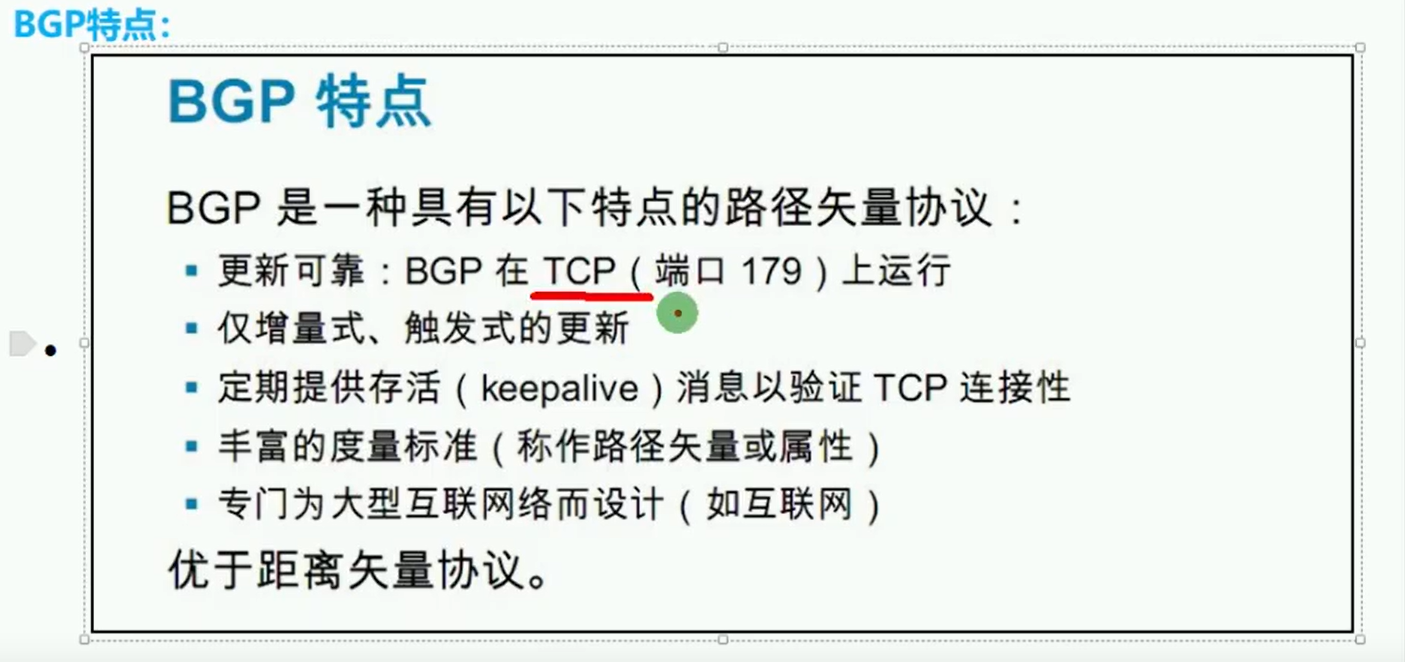 BGP特点：
BGP 特点
BGP 是一种具有以下特点的路径矢量协议：
▪ 更新可靠：BGP 在 TCP（端口 179）上运行
▪ 仅增量式、触发式的更新
▪ 定期提供存活（keepalive）消息以验证 TCP 连接性
▪ 丰富的度量标准（称作路径矢量或属性）
▪ 专门为大型互联网络而设计（如互联网）
优于距离矢量协议。